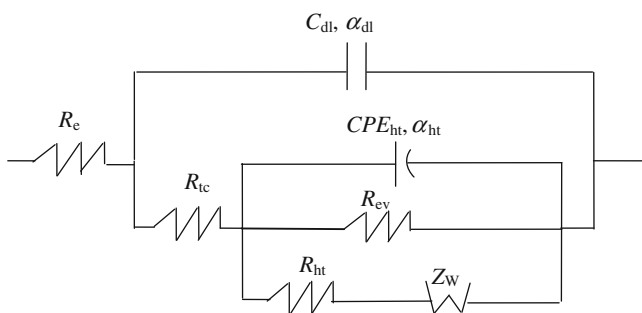 C_dl, α_dl
R_e
CPE_ht, α_ht
R_tc
R_ev
R_ht
Z_W